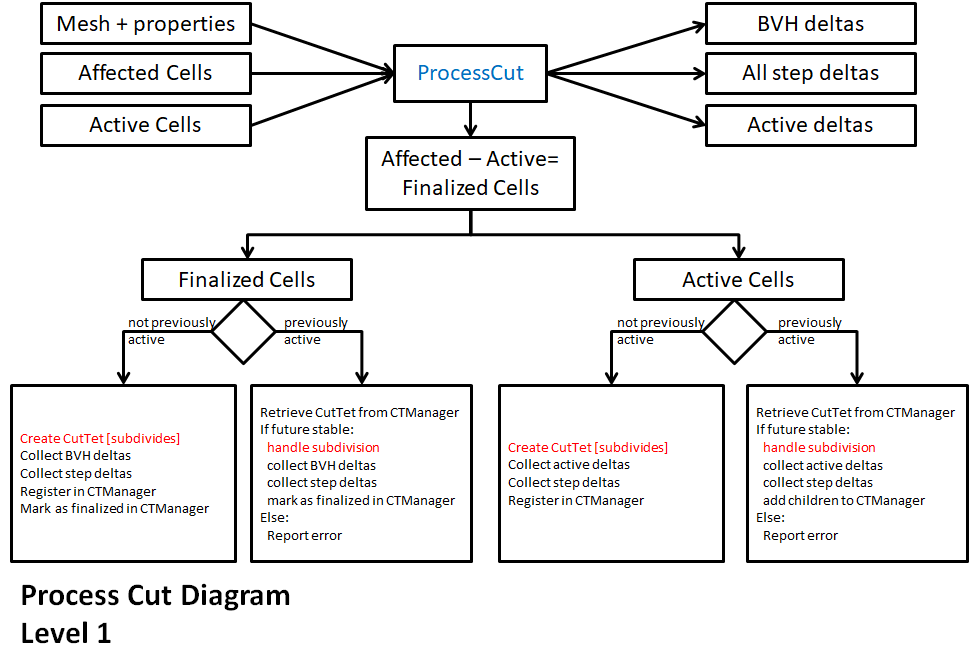 Mesh + properties
Affected Cells
Active Cells
ProcessCut
BVH deltas
All step deltas
Active deltas
Affected – Active=
Finalized Cells
Finalized Cells
not previously
active
previously
active
Active Cells
not previously
active
previously
active
Create CutTet [subdivides]
Collect BVH deltas
Collect step deltas
Register in CTManager
Mark as finalized in CTManager
Retrieve CutTet from CTManager
If future stable:
handle subdivision
collect BVH deltas
collect step deltas
mark as finalized in CTManager
Else:
Report error
Create CutTet [subdivides]
Collect active deltas
Collect step deltas
Register in CTManager
Retrieve CutTet from CTManager
If future stable:
handle subdivision
collect active deltas
collect step deltas
add children to CTManager
Else:
Report error
Process Cut Diagram
Level 1